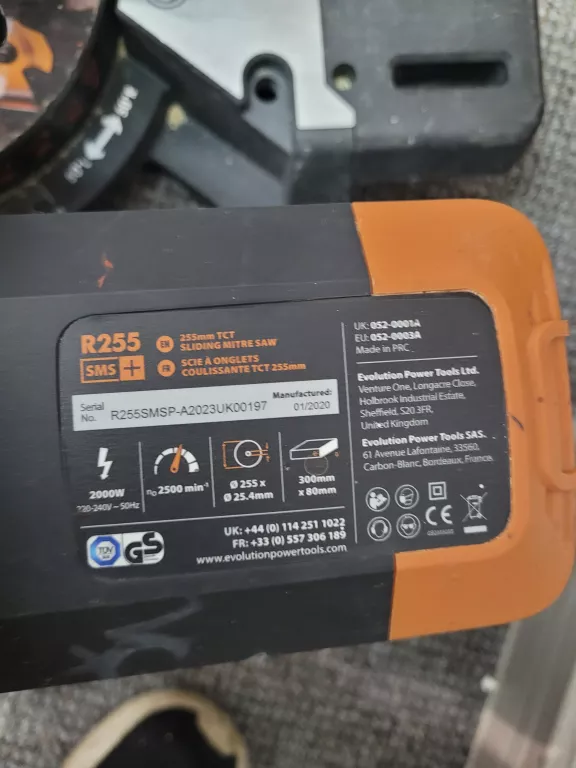 R255
SMS+
EN 255mm TCT
SLIDING MITRE SAW
FR SCIE À ONGLETS
COULISSANTE TCT 255mm
Serial
No.
R255SMSP-A2023UK00197
Manufactured:
01/2020
2000W
220-240V ~ 50Hz
n₀ 2500 min⁻¹
Ø 255 x
Ø 25.4mm
300mm
x 80mm
TÜV
GS
UK: +44 (0) 114 251 1022
FR: +33 (0) 557 306 189
www.evolutionpowertools.com
UK: 052-0001A
EU: 052-0003A
Made in PRC
Evolution Power Tools Ltd.
Venture One, Longacre Close,
Holbrook Industrial Estate,
Sheffield, S20 3FR,
United Kingdom
Evolution Power Tools SAS.
61 Avenue Lafontaine, 33560,
Carbon-Blanc, Bordeaux, France.
CE